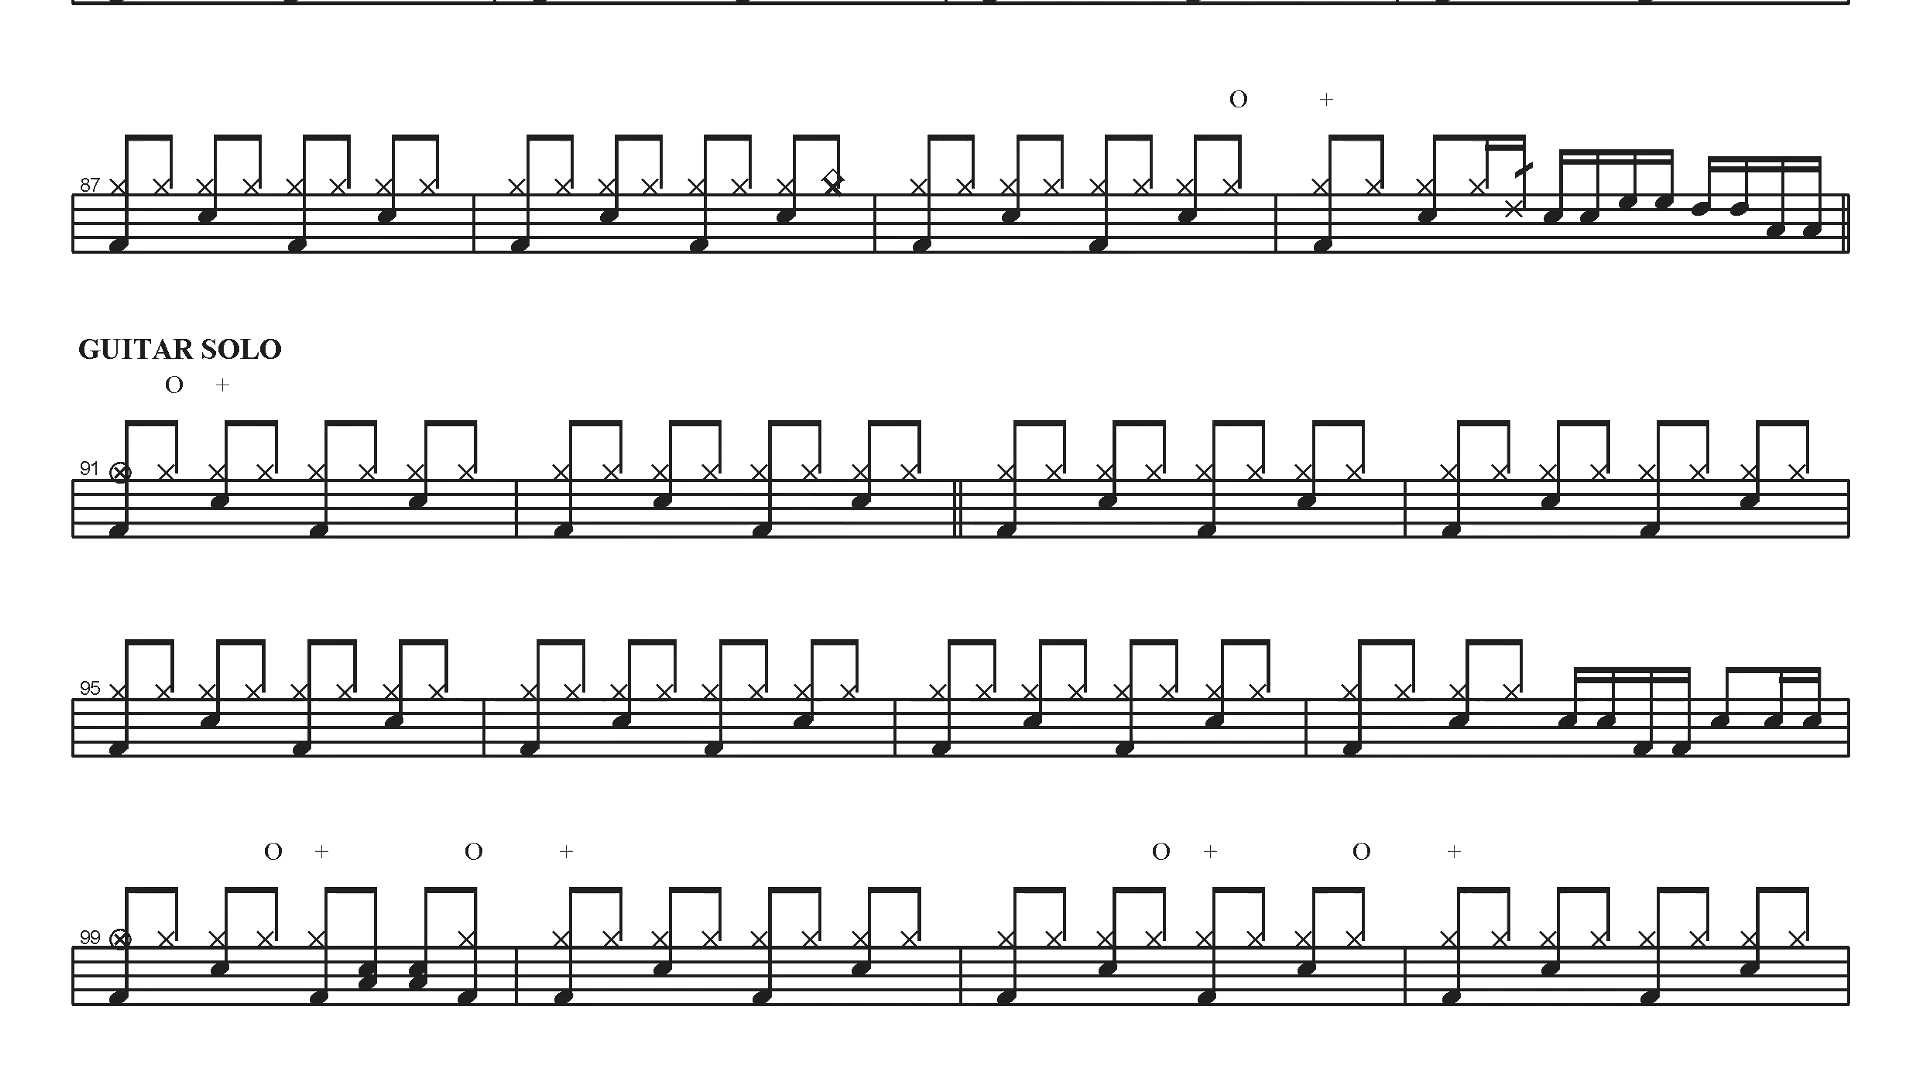 O +
87
GUITAR SOLO
O +
91
95
O + O + O + O +
99